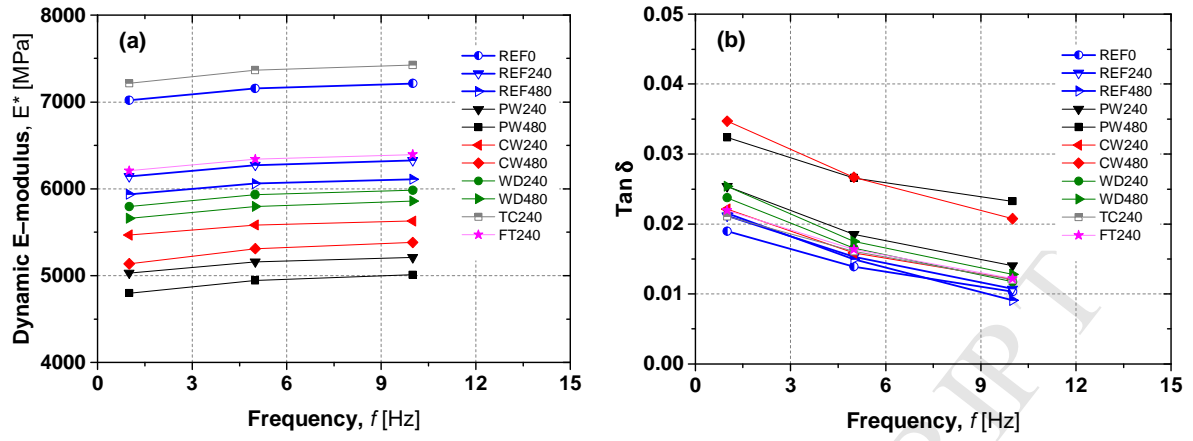 (a)
Dynamic E–modulus, E* [MPa]
8000
7000
6000
5000
4000
0 3 6 9 12 15
Frequency, f [Hz]
REF0
REF240
REF480
PW240
PW480
CW240
CW480
WD240
WD480
TC240
FT240
(b)
Tan δ
0.05
0.04
0.03
0.02
0.01
0.00
0 3 6 9 12 15
Frequency, f [Hz]
REF0
REF240
REF480
PW240
PW480
CW240
CW480
WD240
WD480
TC240
FT240